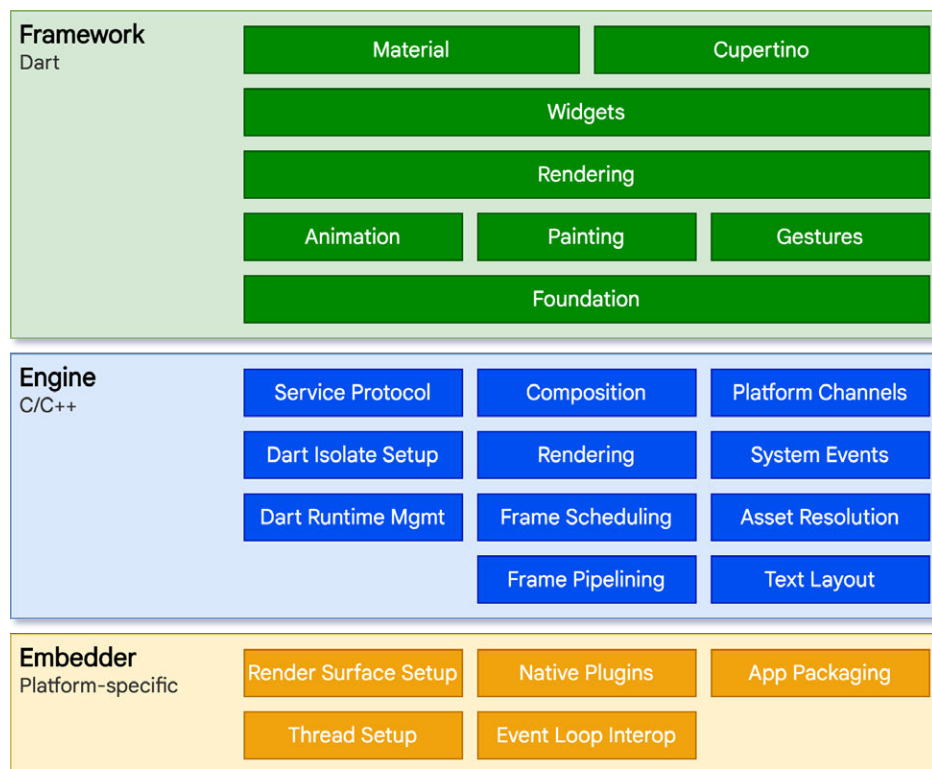 Framework
Dart
Material
Cupertino
Widgets
Rendering
Animation
Painting
Gestures
Foundation
Engine
C/C++
Service Protocol
Composition
Platform Channels
Dart Isolate Setup
Rendering
System Events
Dart Runtime Mgmt
Frame Scheduling
Asset Resolution
Frame Pipelining
Text Layout
Embedder
Platform-specific
Render Surface Setup
Native Plugins
App Packaging
Thread Setup
Event Loop Interop